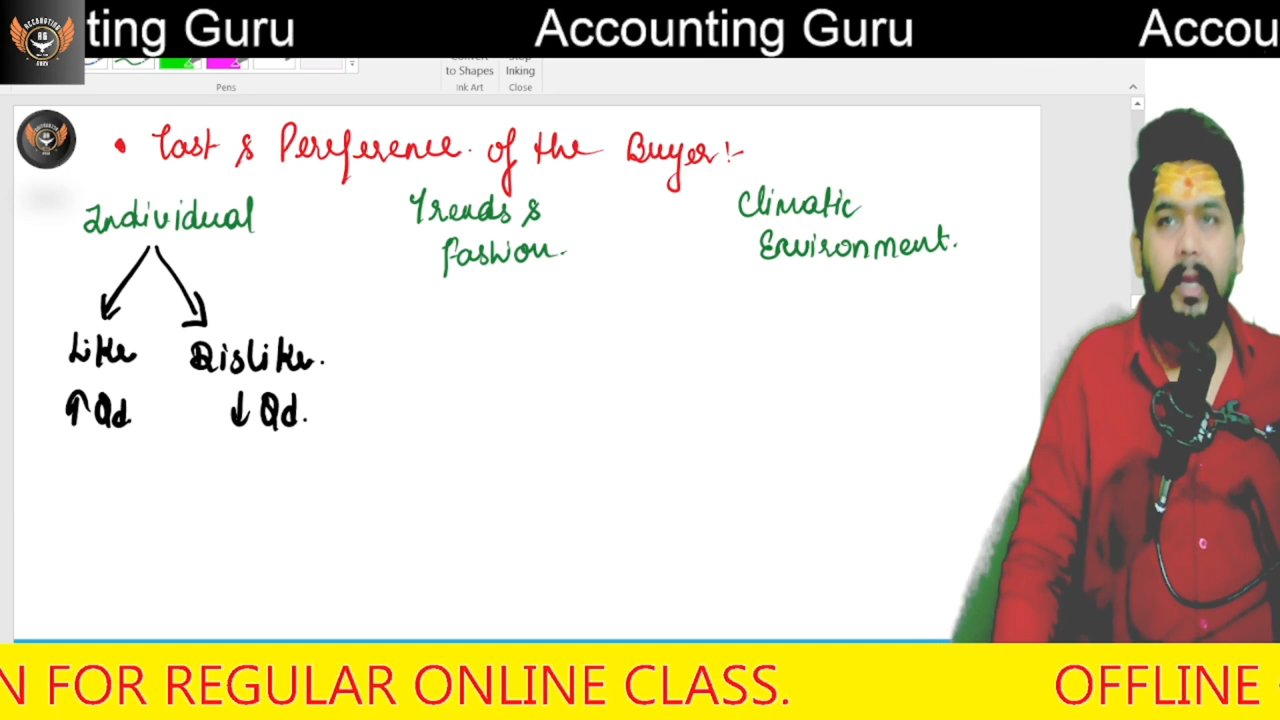 ting Guru Accounting Guru Accou
to Shapes Inking
Pens Ink Art Close
• Tast & Pereference. of the Buyer:-
Individual Trends & Climatic
fashion. Environment.
Like Dislike.
↑Qd ↓ Qd.
N FOR REGULAR ONLINE CLASS. OFFLINE